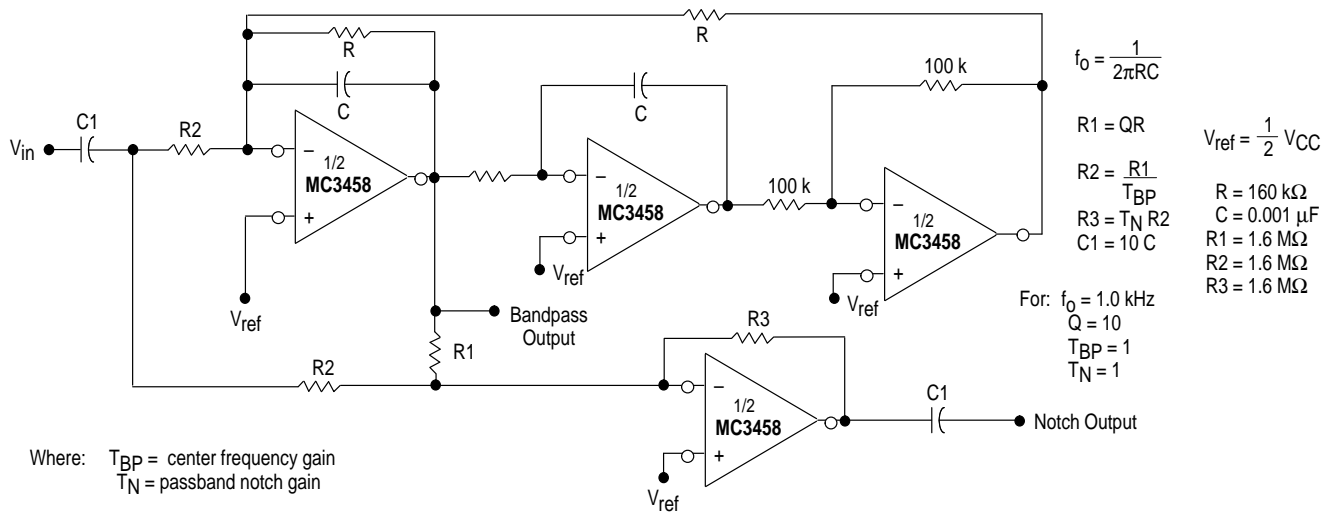 R
R
C
C1
R2
V_in
1/2
MC3458
−
+
V_ref
C
1/2
MC3458
−
+
V_ref
100 k
100 k
1/2
MC3458
−
+
V_ref
Bandpass
Output
R1
R2
R3
1/2
MC3458
−
+
V_ref
C1
Notch Output
f_o = 1 / 2πRC
R1 = QR
R2 = R1 / T_BP
R3 = T_N R2
C1 = 10 C
V_ref = 1/2 V_CC
R = 160 kΩ
C = 0.001 μF
R1 = 1.6 MΩ
R2 = 1.6 MΩ
R3 = 1.6 MΩ
For: f_o = 1.0 kHz
Q = 10
T_BP = 1
T_N = 1
Where: T_BP = center frequency gain
T_N = passband notch gain